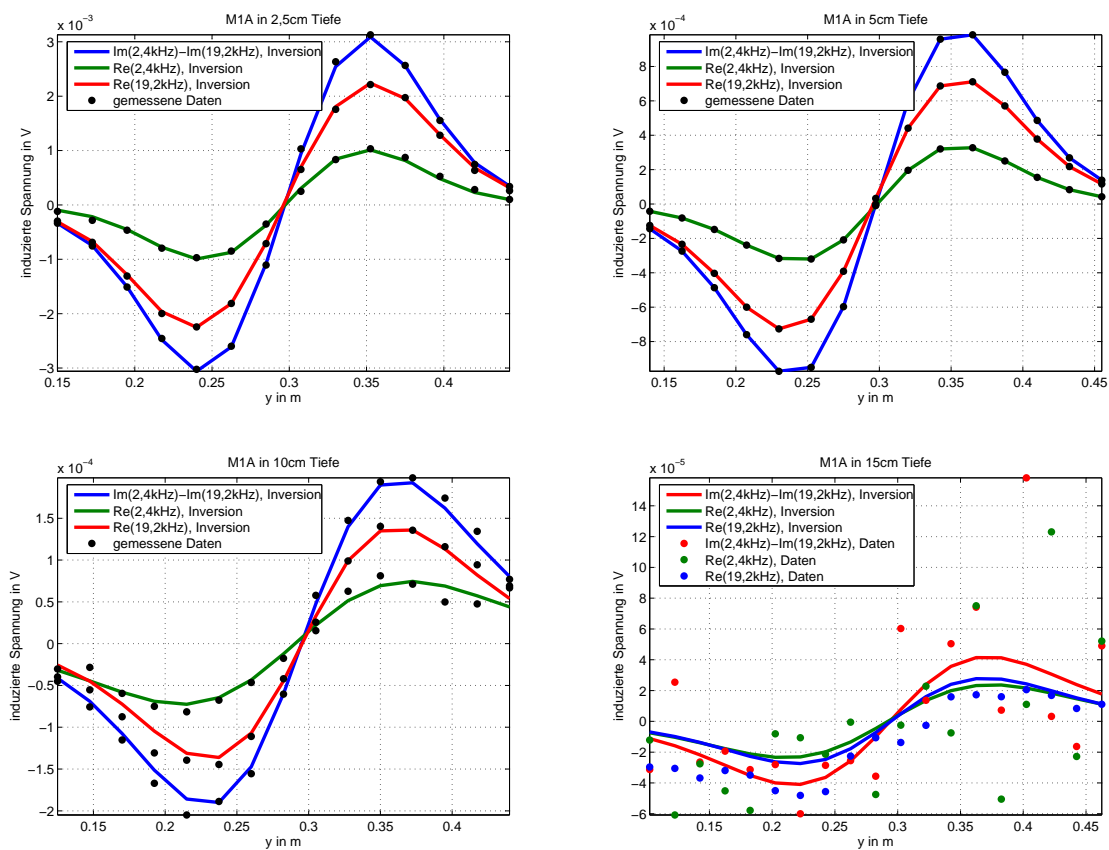 M1A in 2,5cm Tiefe
x 10−3
Im(2,4kHz)−Im(19,2kHz), Inversion
Re(2,4kHz), Inversion
Re(19,2kHz), Inversion
gemessene Daten
induzierte Spannung in V
3
2
1
0
−1
−2
−3
0.15 0.2 0.25 0.3 0.35 0.4
y in m
M1A in 5cm Tiefe
x 10−4
Im(2,4kHz)−Im(19,2kHz), Inversion
Re(2,4kHz), Inversion
Re(19,2kHz), Inversion
gemessene Daten
induzierte Spannung in V
8
6
4
2
0
−2
−4
−6
−8
0.15 0.2 0.25 0.3 0.35 0.4 0.45
y in m
M1A in 10cm Tiefe
x 10−4
Im(2,4kHz)−Im(19,2kHz), Inversion
Re(2,4kHz), Inversion
Re(19,2kHz), Inversion
gemessene Daten
induzierte Spannung in V
1.5
1
0.5
0
−0.5
−1
−1.5
−2
0.15 0.2 0.25 0.3 0.35 0.4
y in m
M1A in 15cm Tiefe
x 10−5
Im(2,4kHz)−Im(19,2kHz), Inversion
Re(2,4kHz), Inversion
Re(19,2kHz), Inversion
Im(2,4kHz)−Im(19,2kHz), Daten
Re(2,4kHz), Daten
Re(19,2kHz), Daten
induzierte Spannung in V
14
12
10
8
6
4
2
0
−2
−4
−6
0.15 0.2 0.25 0.3 0.35 0.4 0.45
y in m